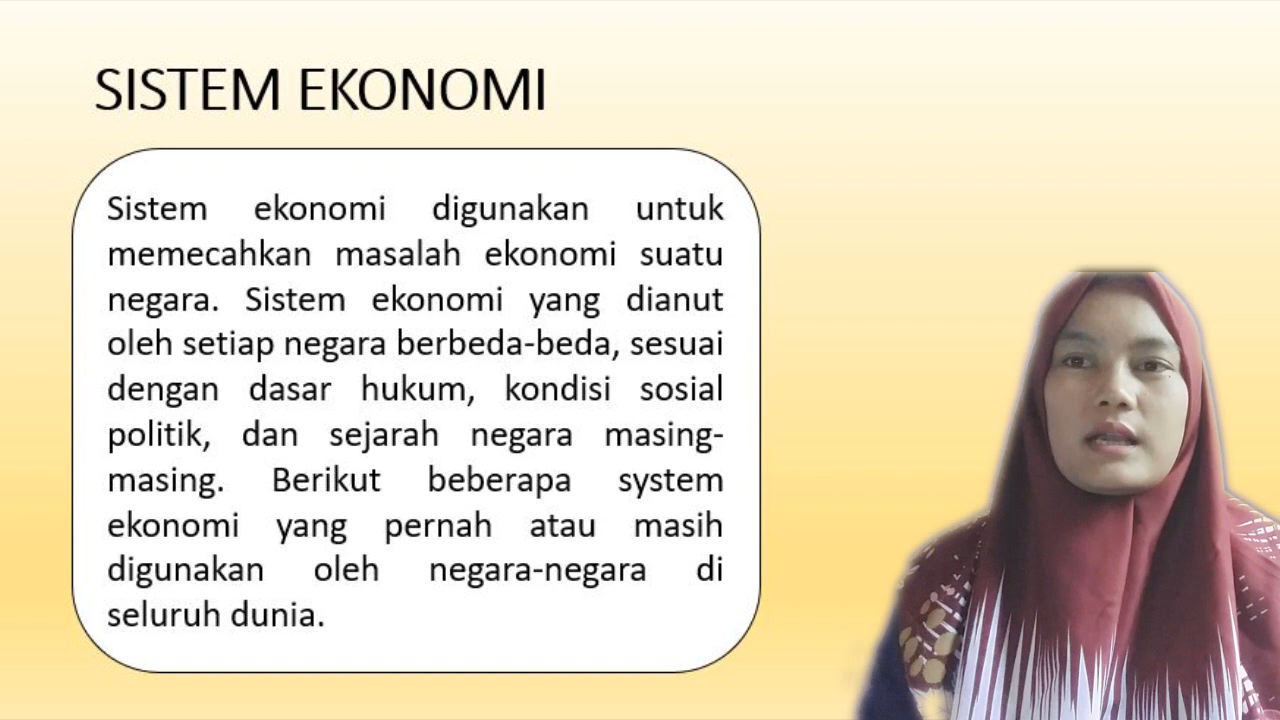 SISTEM EKONOMI
Sistem ekonomi digunakan untuk
memecahkan masalah ekonomi suatu
negara. Sistem ekonomi yang dianut
oleh setiap negara berbeda-beda, sesuai
dengan dasar hukum, kondisi sosial
politik, dan sejarah negara masing-
masing. Berikut beberapa system
ekonomi yang pernah atau masih
digunakan oleh negara-negara di
seluruh dunia.